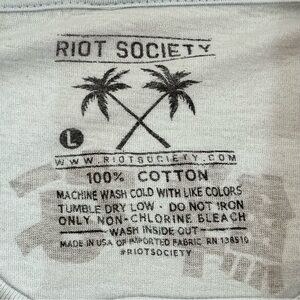 RIOT SOCIETY
L
WWW.RIOTSOCIETY.COM
100% COTTON
MACHINE WASH COLD WITH LIKE COLORS
TUMBLE DRY LOW · DO NOT IRON
ONLY NON-CHLORINE BLEACH
WASH INSIDE OUT
MADE IN USA OF IMPORTED FABRIC RN 138510
#RIOTSOCIETY